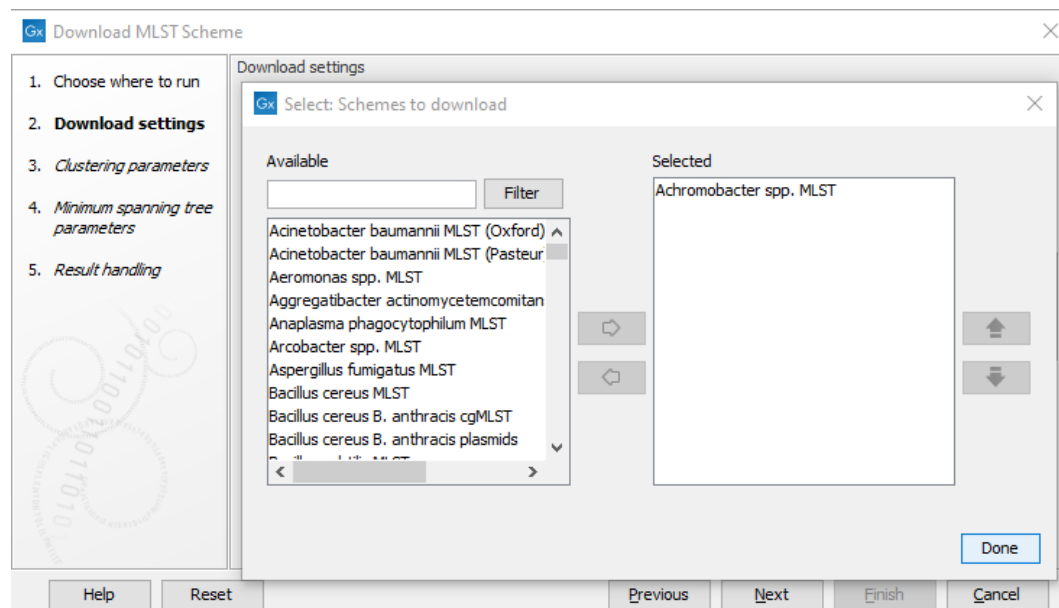 Gx Download MLST Scheme
1. Choose where to run
2. Download settings
3. Clustering parameters
4. Minimum spanning tree
parameters
5. Result handling
Download settings
Gx Select: Schemes to download
Available
Filter
Acinetobacter baumannii MLST (Oxford)
Acinetobacter baumannii MLST (Pasteur
Aeromonas spp. MLST
Aggregatibacter actinomycetemcomitan
Anaplasma phagocytophilum MLST
Arcobacter spp. MLST
Aspergillus fumigatus MLST
Bacillus cereus MLST
Bacillus cereus B. anthracis cgMLST
Bacillus cereus B. anthracis plasmids
Selected
Achromobacter spp. MLST
Done
Help
Reset
Previous
Next
Finish
Cancel